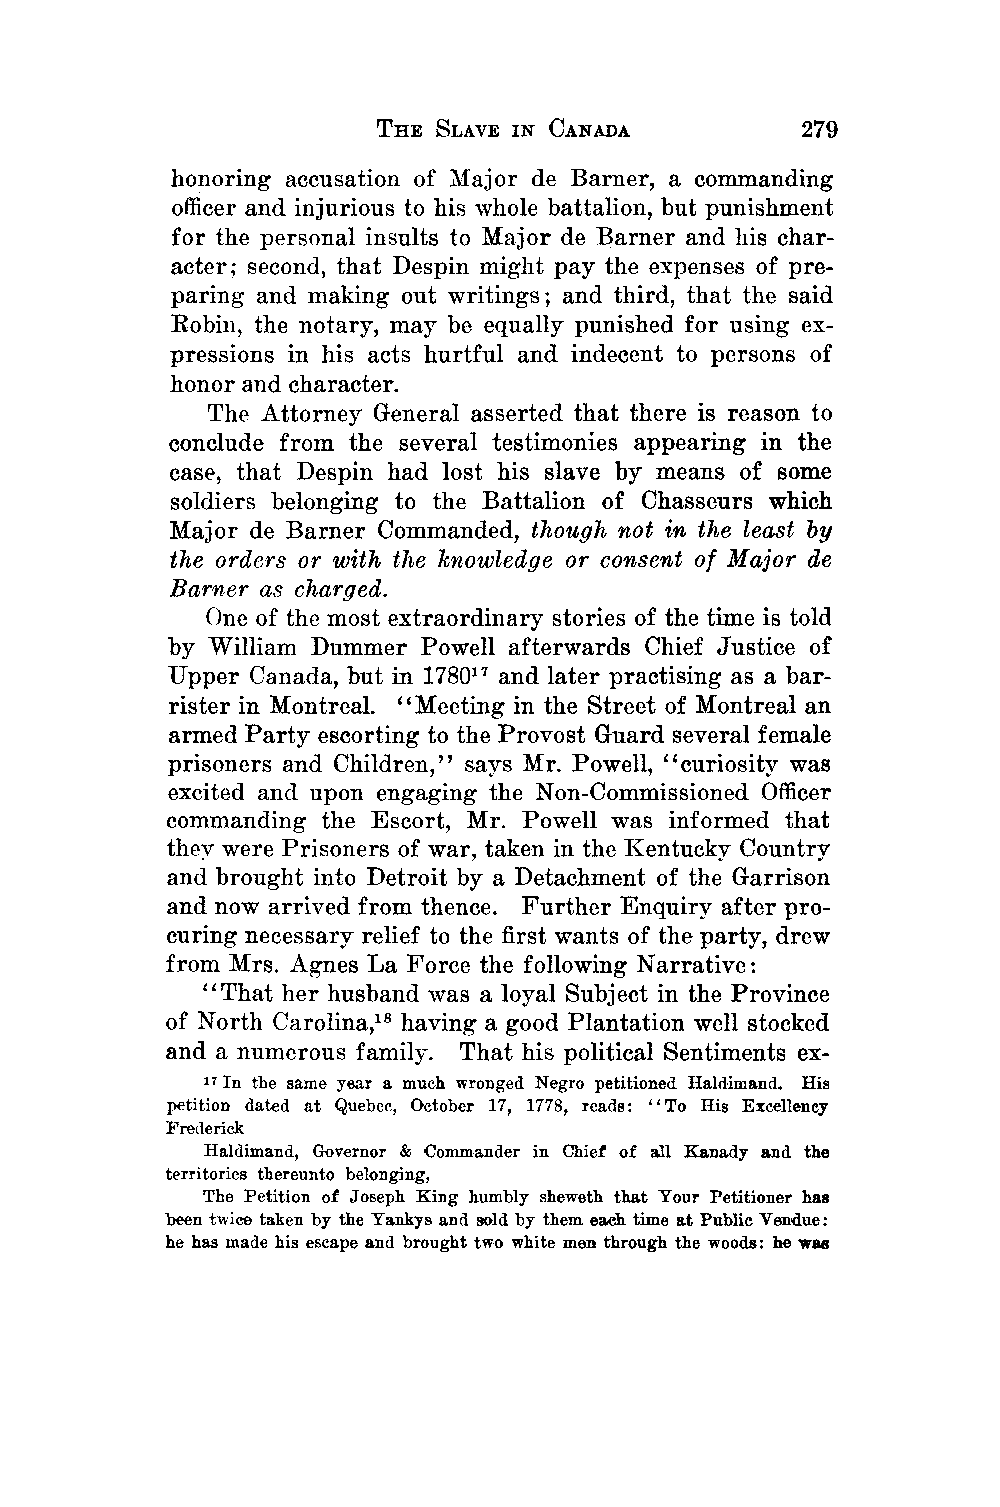 THE SLAVE IN CANADA 279
honoring accusation of Major de Barner, a commanding
officer and injurious to his whole battalion, but punishment
for the personal insults to Major de Barner and his char-
acter; second, that Despin might pay the expenses of pre-
paring and making out writings; and third, that the said
Robin, the notary, may be equally punished for using ex-
pressions in his acts hurtful and indecent to persons of
honor and character.
The Attorney General asserted that there is reason to
conclude from the several testimonies appearing in the
case, that Despin had lost his slave by means of some
soldiers belonging to the Battalion of Chasseurs which
Major de Barner Commanded, though not in the least by
the orders or with the knowledge or consent of Major de
Barner as charged.
One of the most extraordinary stories of the time is told
by William Dummer Powell afterwards Chief Justice of
Upper Canada, but in 1780¹⁷ and later practising as a bar-
rister in Montreal. ‘‘Meeting in the Street of Montreal an
armed Party escorting to the Provost Guard several female
prisoners and Children,’’ says Mr. Powell, ‘‘curiosity was
excited and upon engaging the Non-Commissioned Officer
commanding the Escort, Mr. Powell was informed that
they were Prisoners of war, taken in the Kentucky Country
and brought into Detroit by a Detachment of the Garrison
and now arrived from thence. Further Enquiry after pro-
curing necessary relief to the first wants of the party, drew
from Mrs. Agnes La Force the following Narrative:
‘‘That her husband was a loyal Subject in the Province
of North Carolina,¹⁸ having a good Plantation well stocked
and a numerous family. That his political Sentiments ex-
¹⁷ In the same year a much wronged Negro petitioned Haldimand. His
petition dated at Quebec, October 17, 1778, reads: ‘‘To His Excellency
Frederick
Haldimand, Governor & Commander in Chief of all Kanady and the
territories thereunto belonging,
The Petition of Joseph King humbly sheweth that Your Petitioner has
been twice taken by the Yankys and sold by them each time at Public Vendue:
he has made his escape and brought two white men through the woods: he was